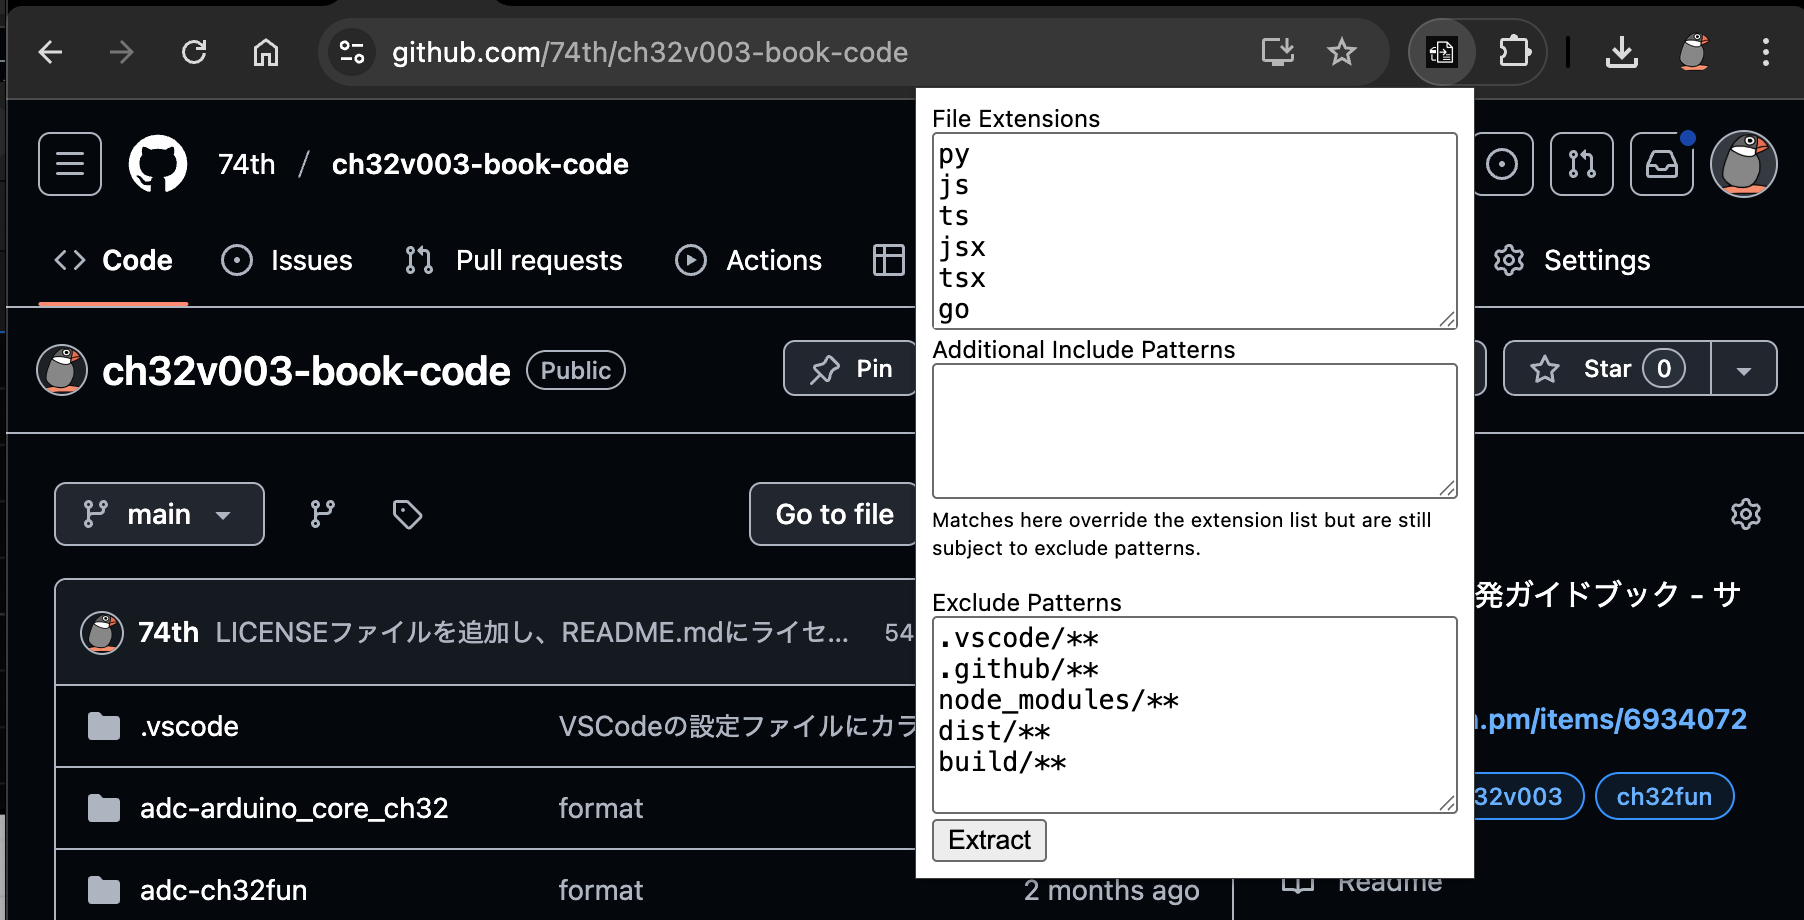 github.com/74th/ch32v003-book-code
74th / ch32v003-book-code
Code Issues Pull requests Actions Settings
ch32v003-book-code Public Pin Star 0
main Go to file
74th LICENSEファイルを追加し、README.mdにライセ... 54
.vscode VSCodeの設定ファイルにカラ
adc-arduino_core_ch32 format
adc-ch32fun format 2 months ago
File Extensions
py
js
ts
jsx
tsx
go
Additional Include Patterns
Matches here override the extension list but are still
subject to exclude patterns.
Exclude Patterns
.vscode/**
.github/**
node_modules/**
dist/**
build/**
Extract
発ガイドブック - サ
.pm/items/6934072
32v003 ch32fun
Readme